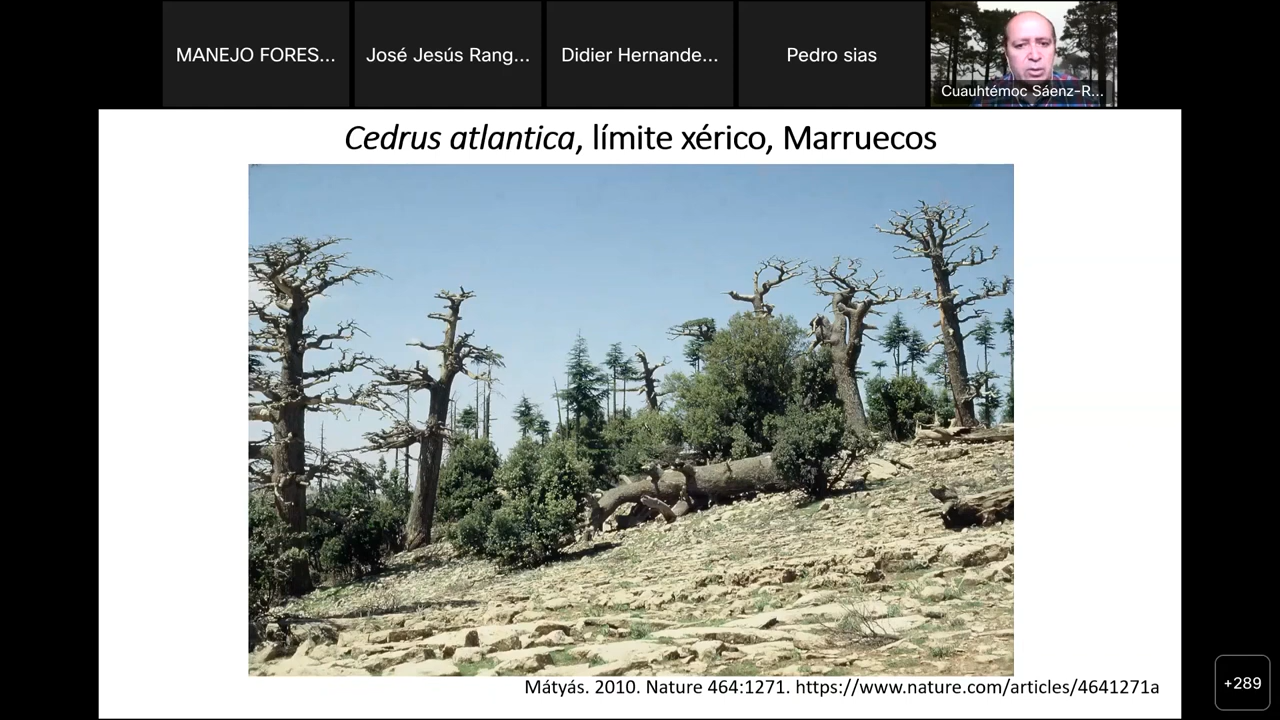 MANEJO FORES...
José Jesús Rang...
Didier Hernande...
Pedro sias
Cuauhtémoc Sáenz-R...
Cedrus atlantica, límite xérico, Marruecos
Mátyás. 2010. Nature 464:1271. https://www.nature.com/articles/4641271a
+289